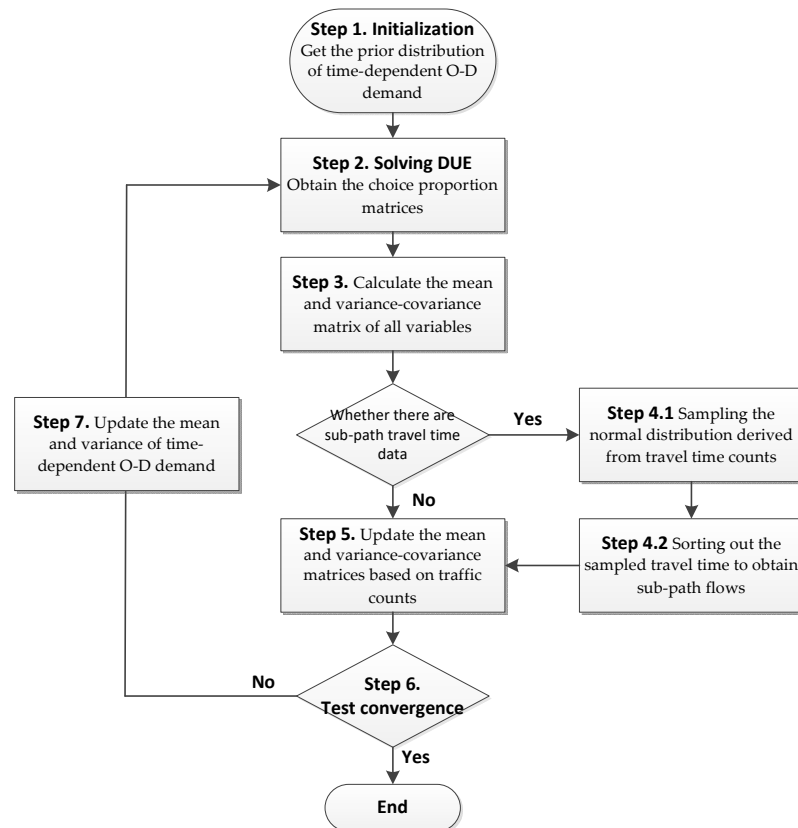 Step 1. Initialization
Get the prior distribution
of time-dependent O-D
demand
Step 2. Solving DUE
Obtain the choice proportion
matrices
Step 3. Calculate the mean
and variance-covariance
matrix of all variables
Whether there are
sub-path travel time
data
Yes
No
Step 4.1 Sampling the
normal distribution derived
from travel time counts
Step 4.2 Sorting out the
sampled travel time to obtain
sub-path flows
Step 5. Update the mean
and variance-covariance
matrices based on traffic
counts
Step 6.
Test convergence
No
Yes
Step 7. Update the mean
and variance of time-
dependent O-D demand
End